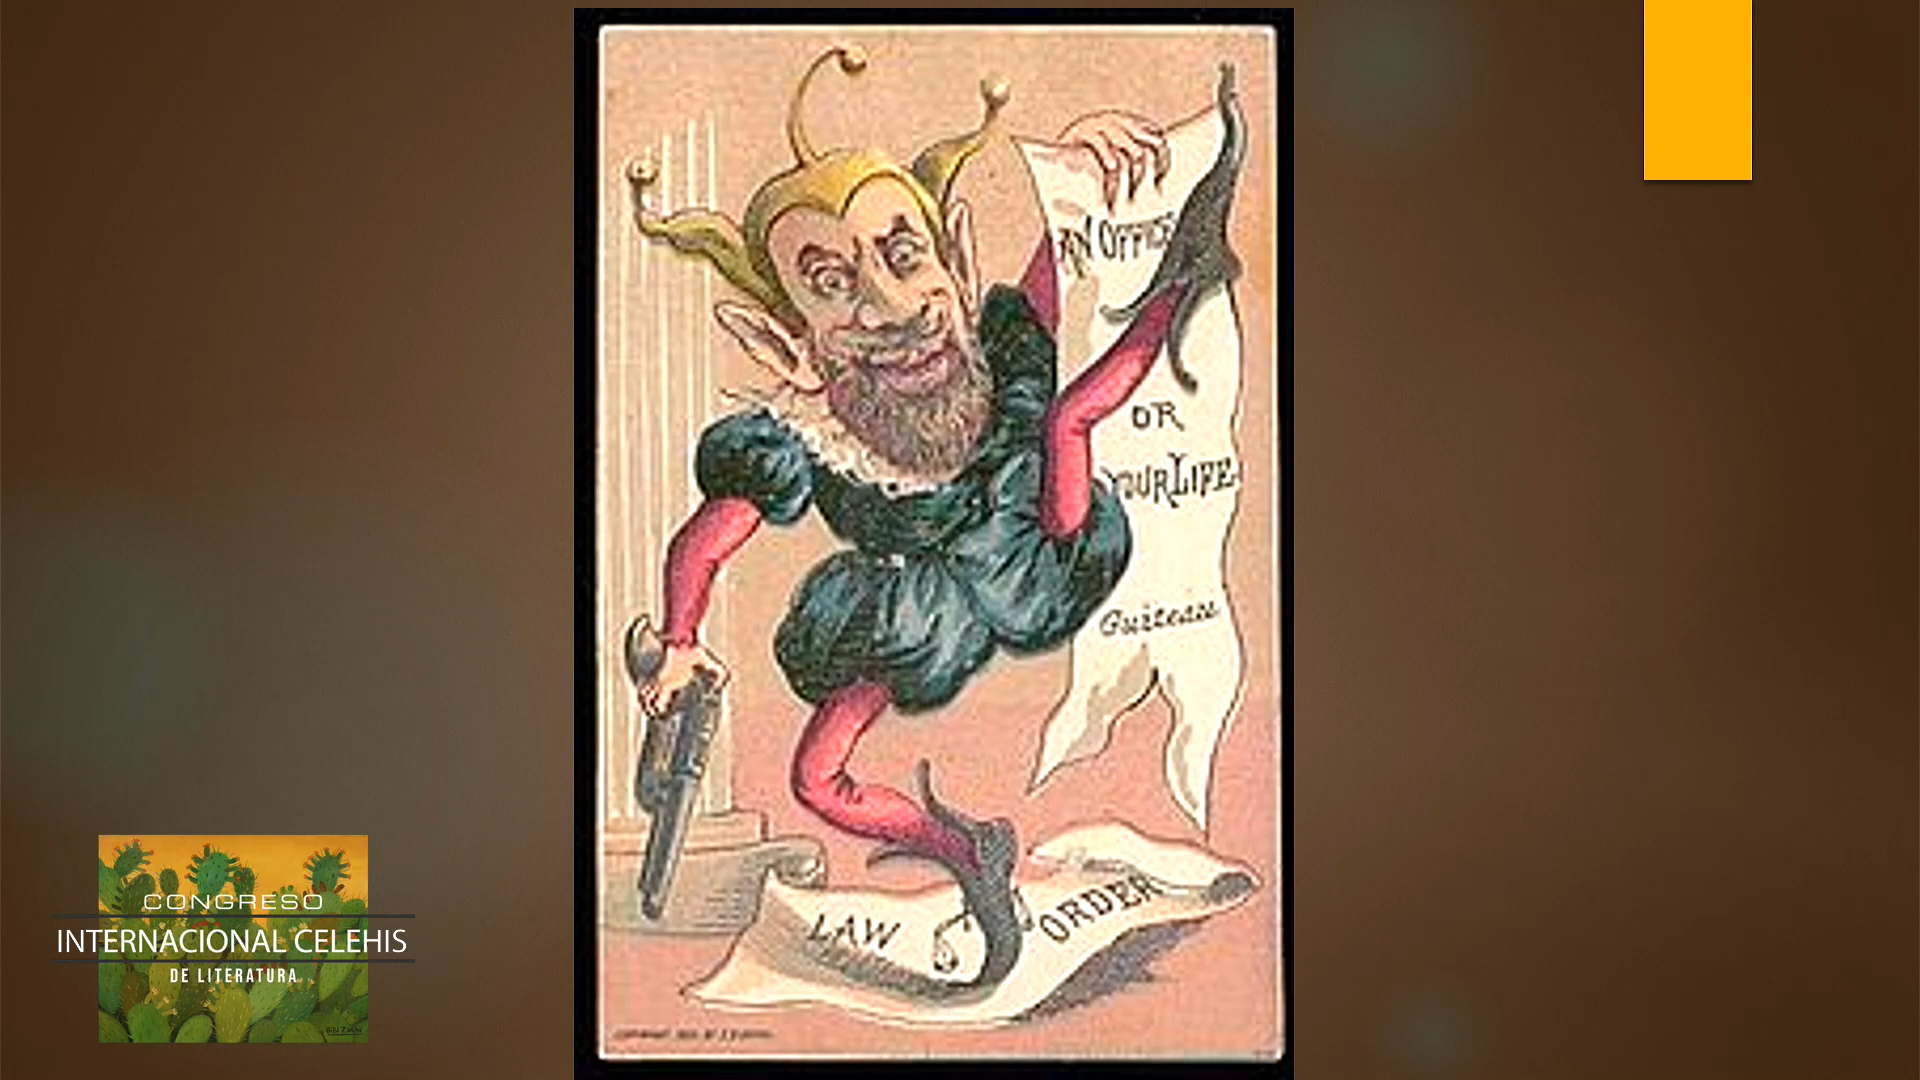 AN OFFICE
OR
YOUR LIFE
Guiteau
LAW & ORDER
CONGRESO
INTERNACIONAL CELEHIS
DE LITERATURA